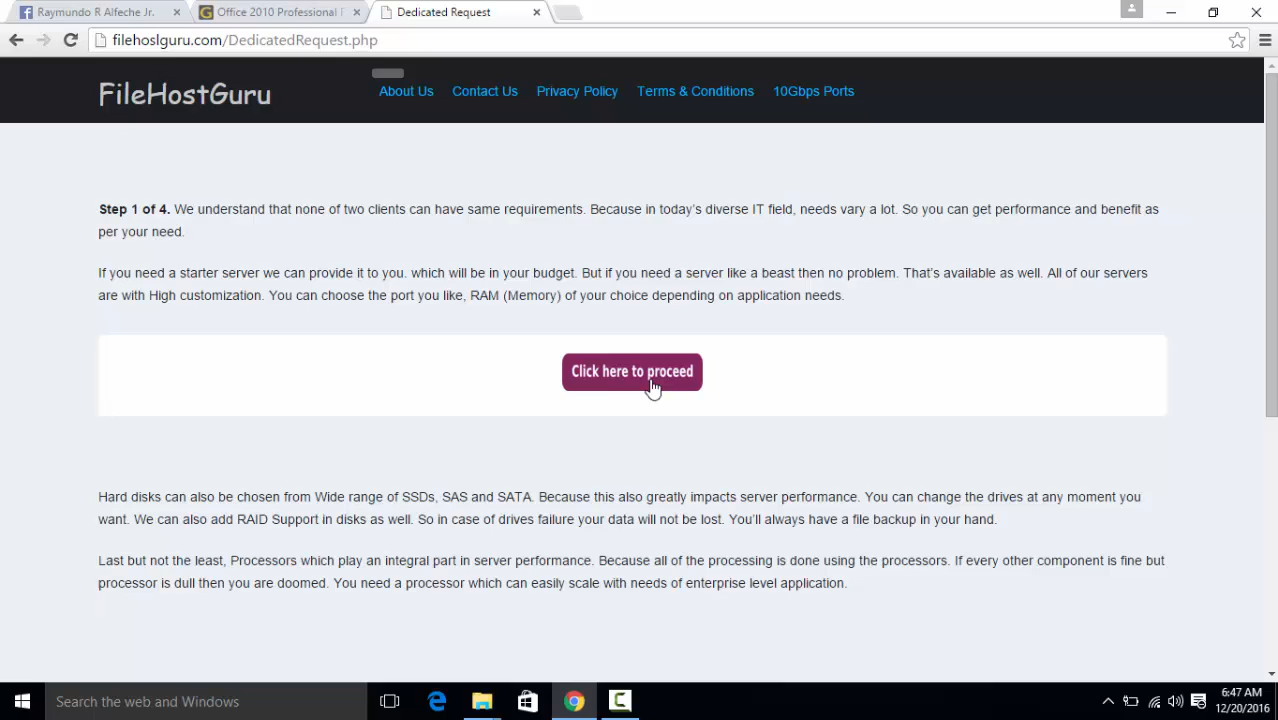 Raymundo R Alfeche Jr.
Office 2010 Professional
Dedicated Request
filehoslguru.com/DedicatedRequest.php
FileHostGuru
About Us
Contact Us
Privacy Policy
Terms & Conditions
10Gbps Ports
Step 1 of 4. We understand that none of two clients can have same requirements. Because in today's diverse IT field, needs vary a lot. So you can get performance and benefit as
per your need.
If you need a starter server we can provide it to you. which will be in your budget. But if you need a server like a beast then no problem. That's available as well. All of our servers
are with High customization. You can choose the port you like, RAM (Memory) of your choice depending on application needs.
Click here to proceed
Hard disks can also be chosen from Wide range of SSDs, SAS and SATA. Because this also greatly impacts server performance. You can change the drives at any moment you
want. We can also add RAID Support in disks as well. So in case of drives failure your data will not be lost. You'll always have a file backup in your hand.
Last but not the least, Processors which play an integral part in server performance. Because all of the processing is done using the processors. If every other component is fine but
processor is dull then you are doomed. You need a processor which can easily scale with needs of enterprise level application.
Search the web and Windows
6:47 AM
12/20/2016